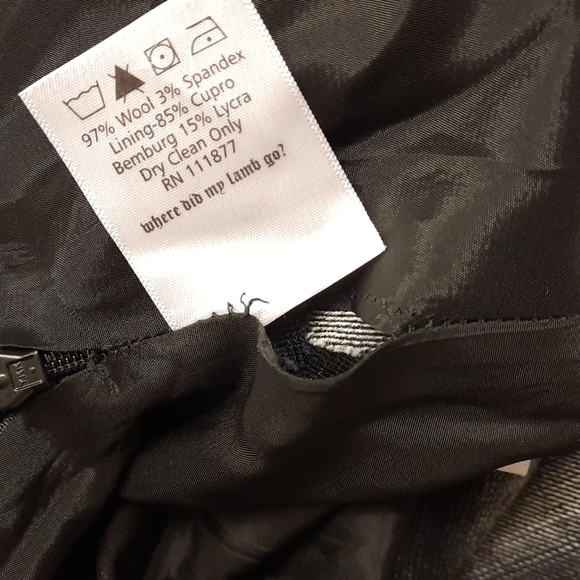 97% Wool 3% Spandex
Lining-85% Cupro
Bemburg 15% Lycra
Dry Clean Only
RN 111877
where did my lamb go?